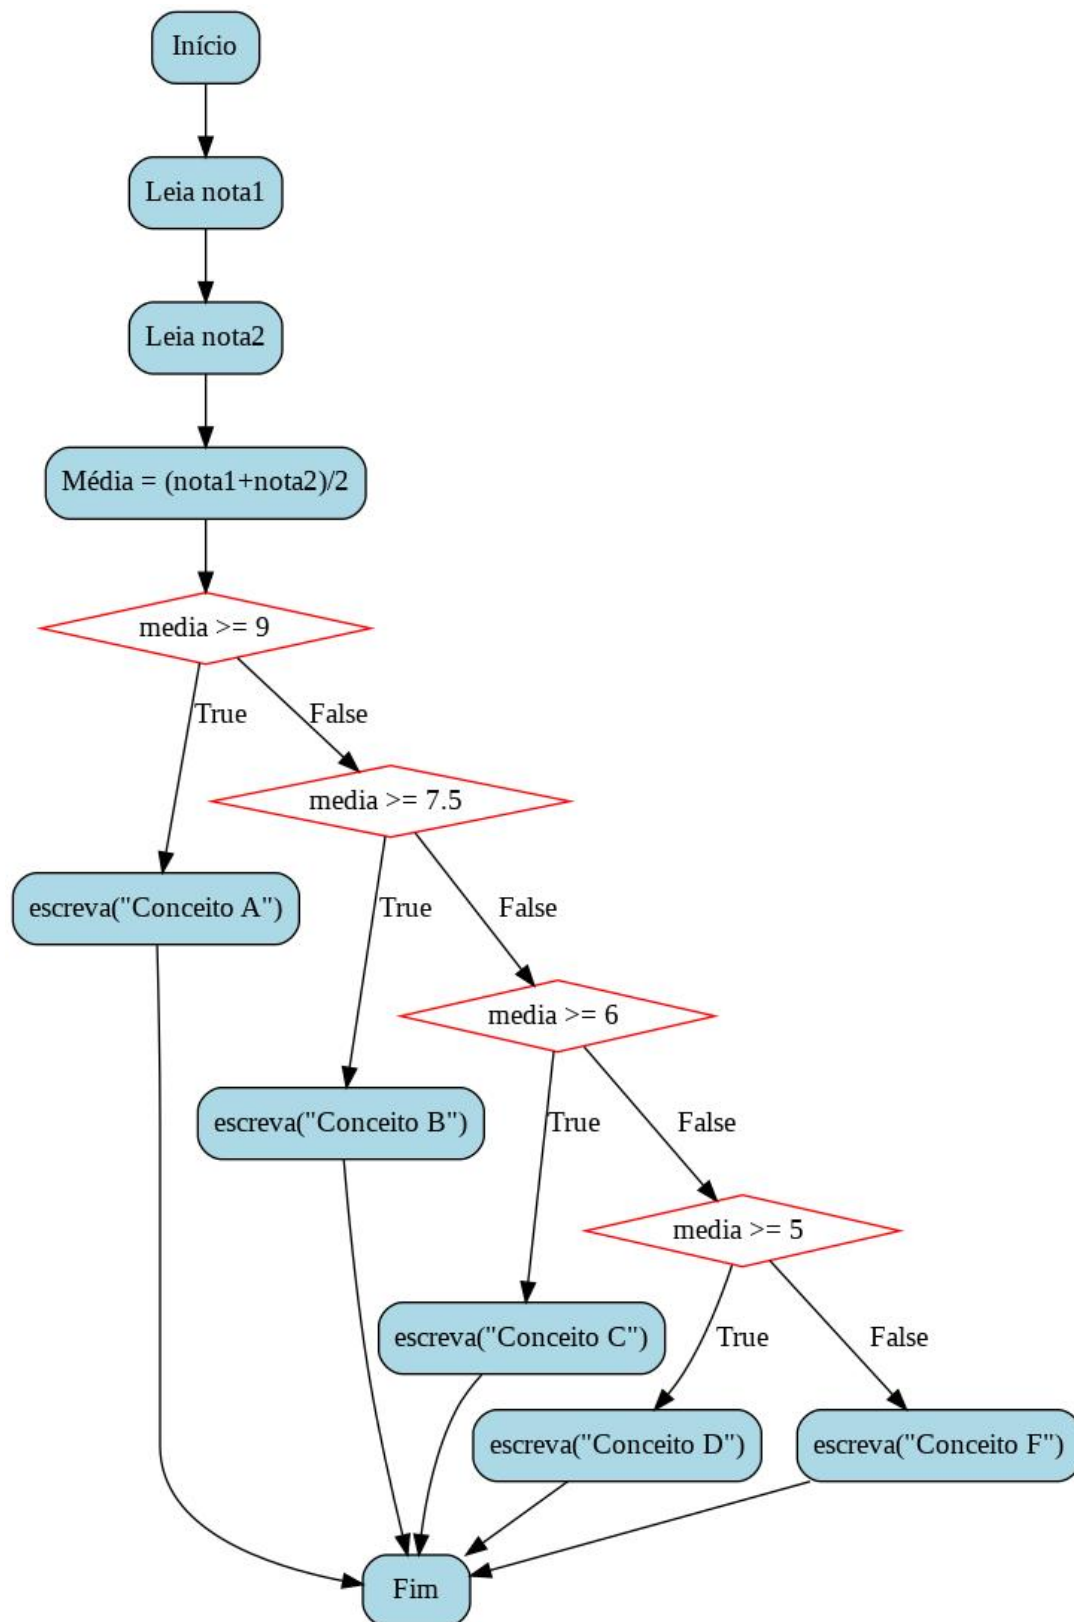 Início
Leia nota1
Leia nota2
Média = (nota1+nota2)/2
media >= 9
True
False
media >= 7.5
escreva("Conceito A")
True
False
media >= 6
escreva("Conceito B")
True
False
media >= 5
escreva("Conceito C")
True
False
escreva("Conceito D")
escreva("Conceito F")
Fim